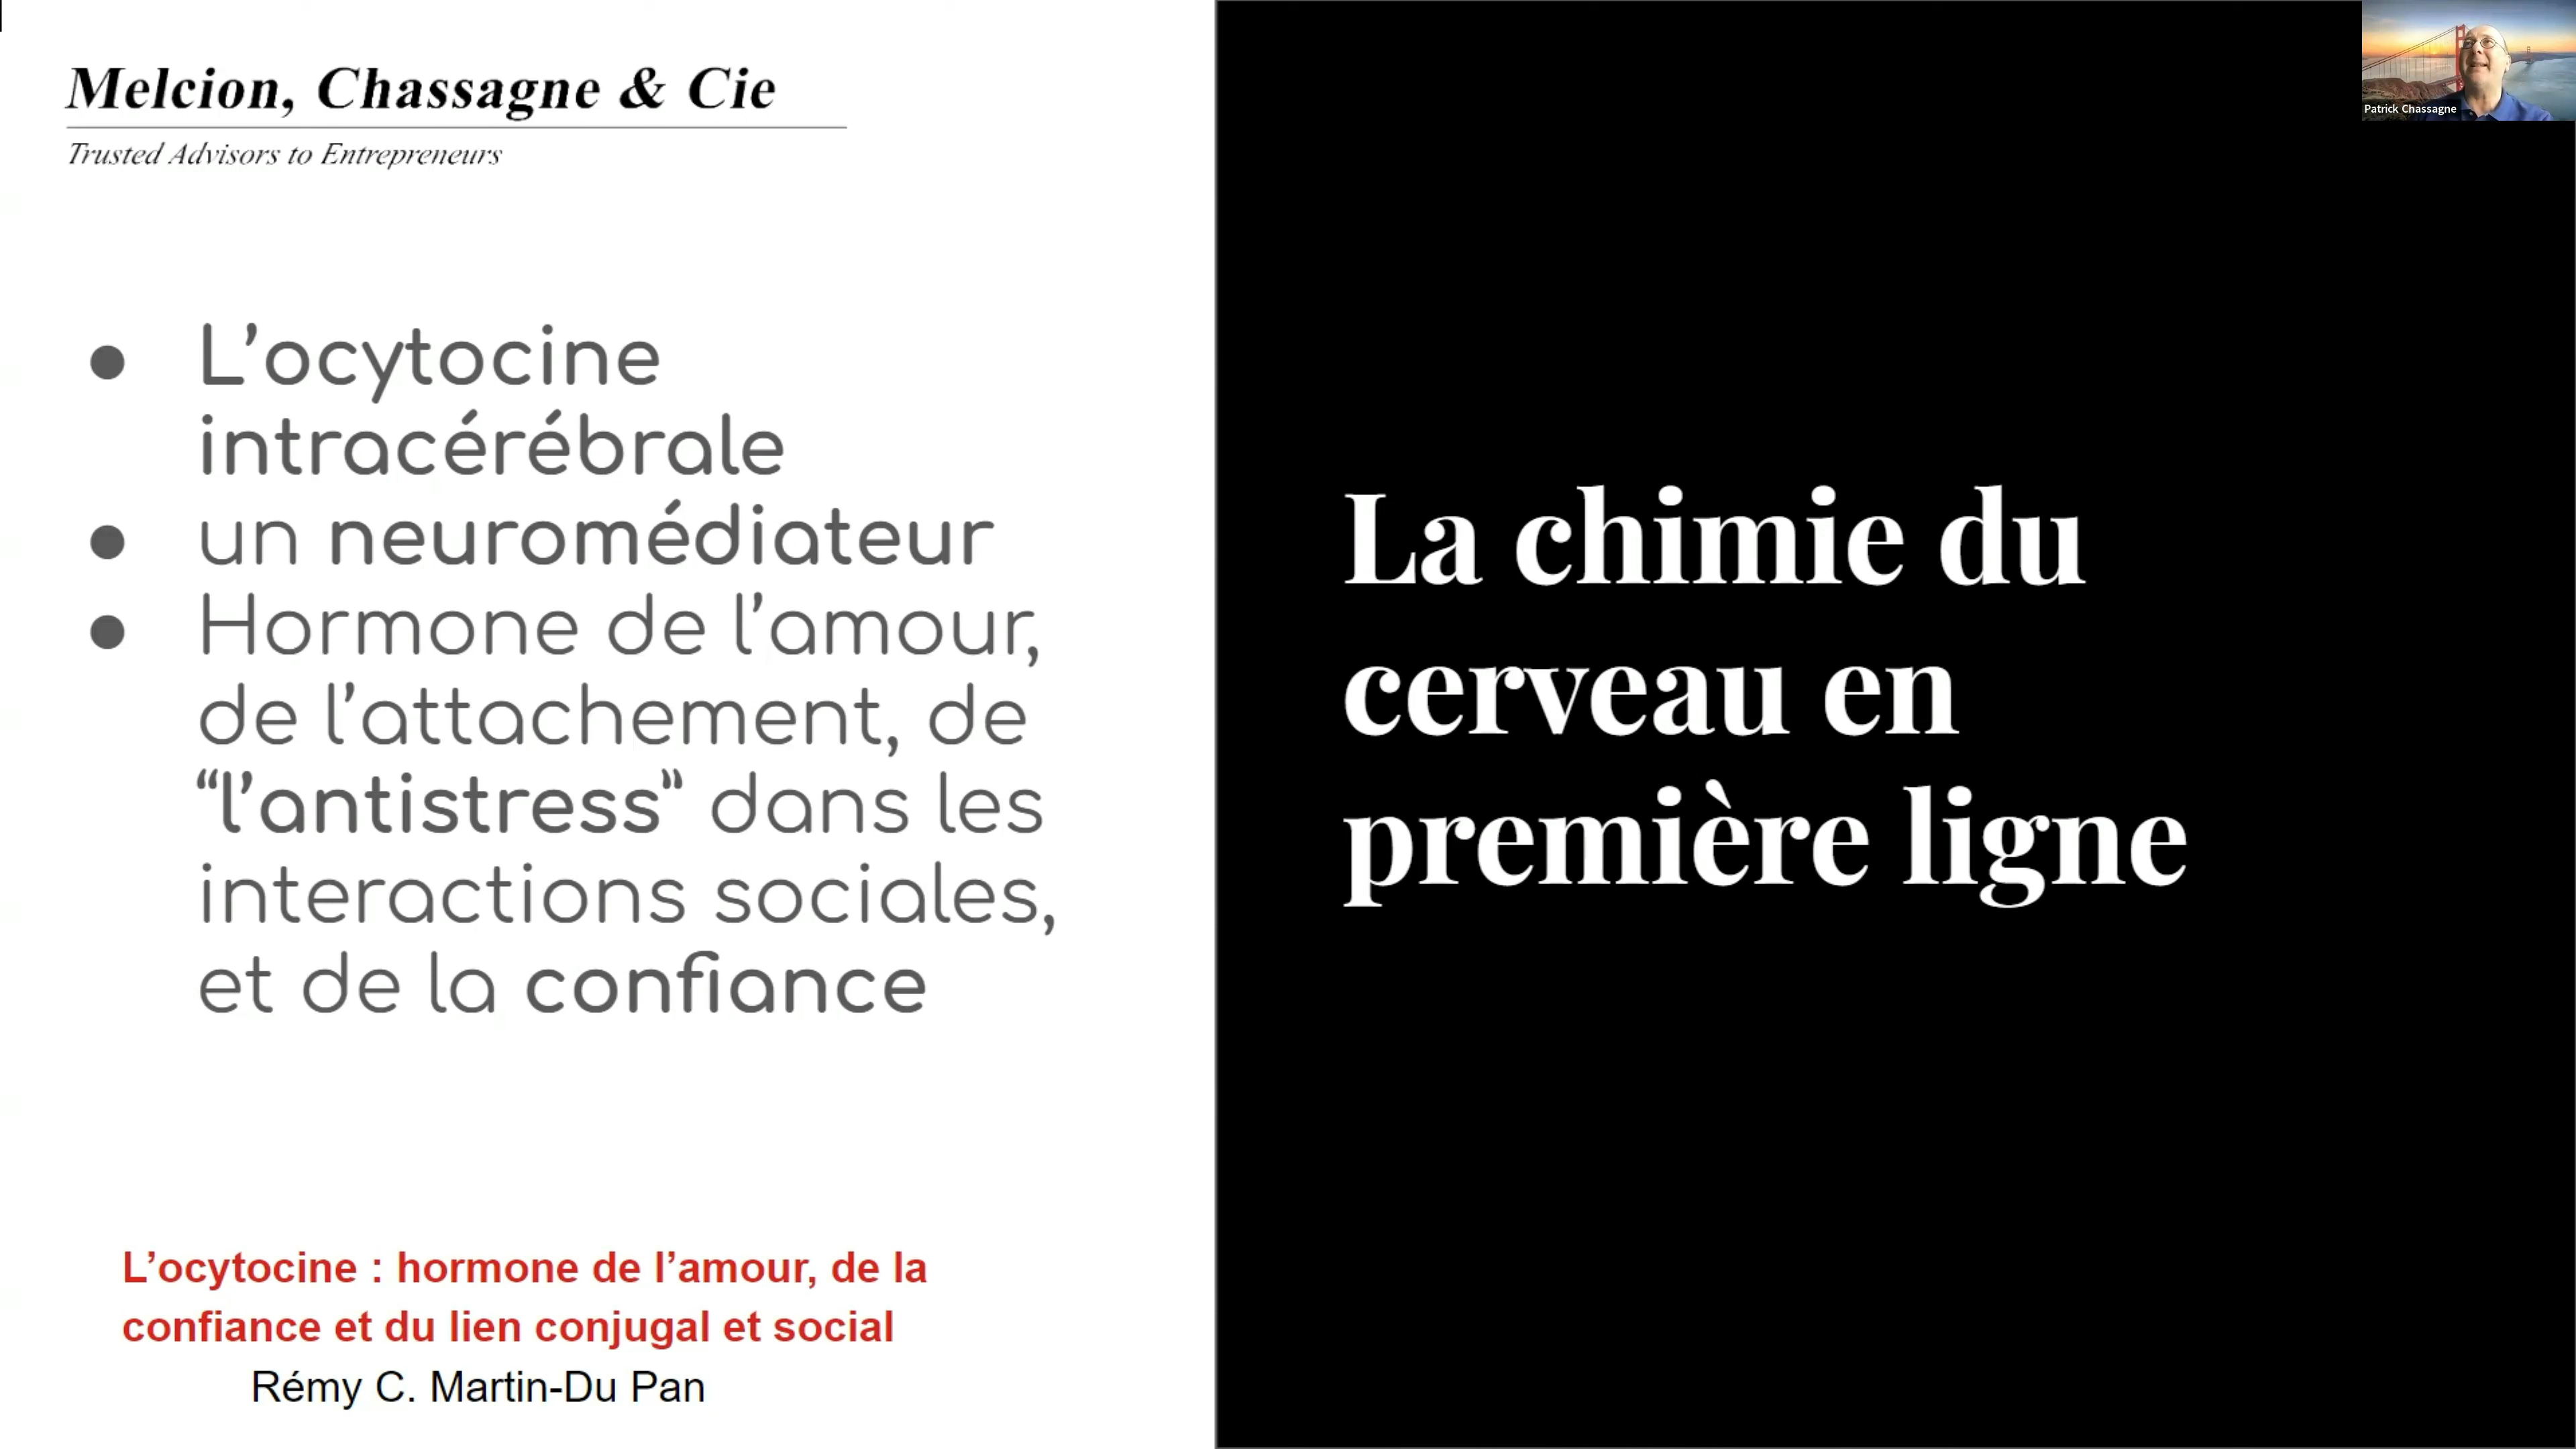 Melcion, Chassagne & Cie
Trusted Advisors to Entrepreneurs
● L’ocytocine
intracérébrale
● un neuromédiateur
● Hormone de l’amour,
de l’attachement, de
“l’antistress” dans les
interactions sociales,
et de la confiance
L’ocytocine : hormone de l’amour, de la
confiance et du lien conjugal et social
Rémy C. Martin-Du Pan
La chimie du
cerveau en
première ligne
Patrick Chassagne